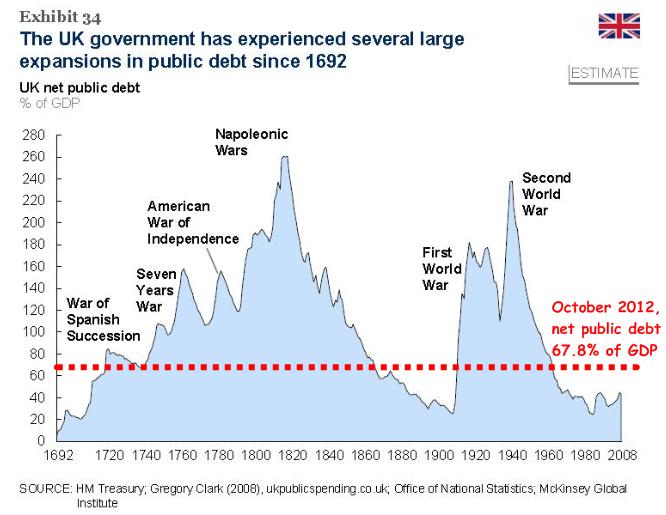 Exhibit 34
The UK government has experienced several large
expansions in public debt since 1692
ESTIMATE
UK net public debt
% of GDP
280
260
240
220
200
180
160
140
120
100
80
60
40
20
0
Napoleonic
Wars
American
War of
Independence
Seven
Years
War
War of
Spanish
Succession
First
World
War
Second
World
War
October 2012,
net public debt
67.8% of GDP
1692 1720 1740 1760 1780 1800 1820 1840 1860 1880 1900 1920 1940 1960 1980 2008
SOURCE: HM Treasury; Gregory Clark (2008), ukpublicspending.co.uk; Office of National Statistics; McKinsey Global
Institute